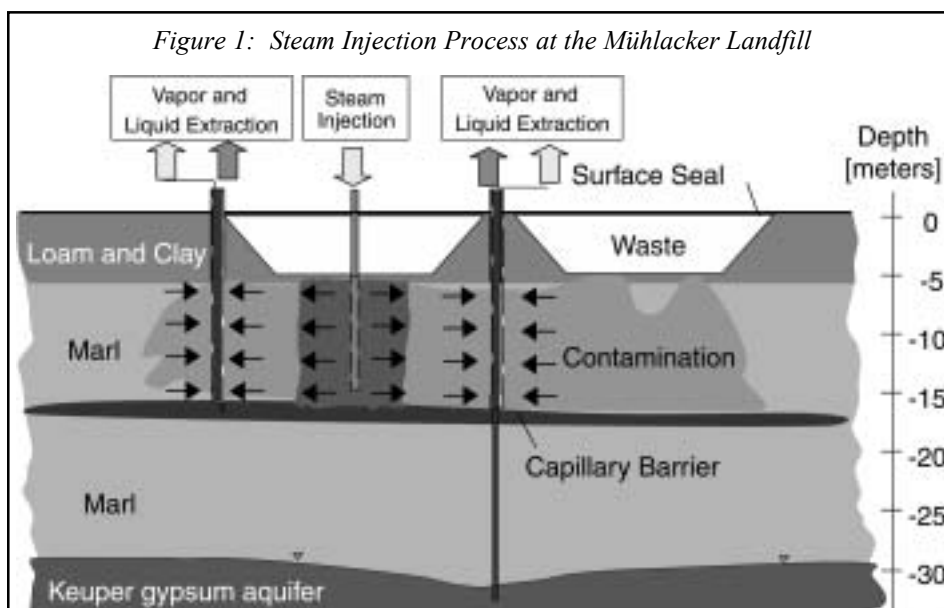 Figure 1: Steam Injection Process at the Mühlacker Landfill
Vapor and
Liquid Extraction
Steam
Injection
Vapor and
Liquid Extraction
Depth
[meters]
Surface Seal
0
Loam and Clay
Waste
-5
Marl
Contamination
-10
-15
Capillary Barrier
-20
Marl
-25
Keuper gypsum aquifer
-30